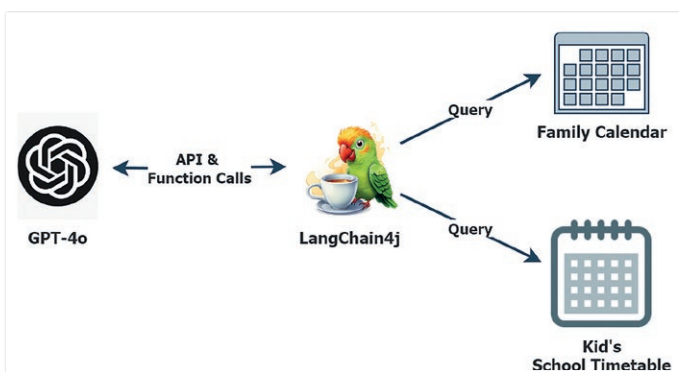 Query
Family Calendar
API &
Function Calls
GPT-4o
LangChain4j
Query
Kid's
School Timetable